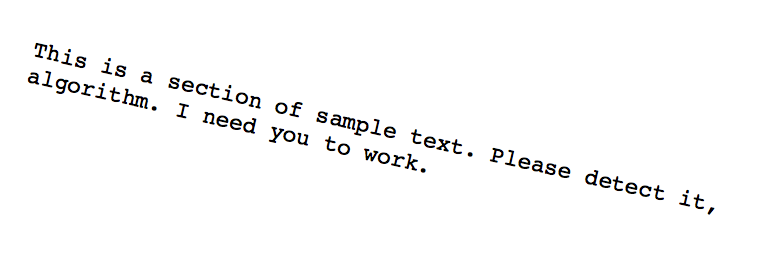 This is a section of sample text. Please detect it,
algorithm. I need you to work.